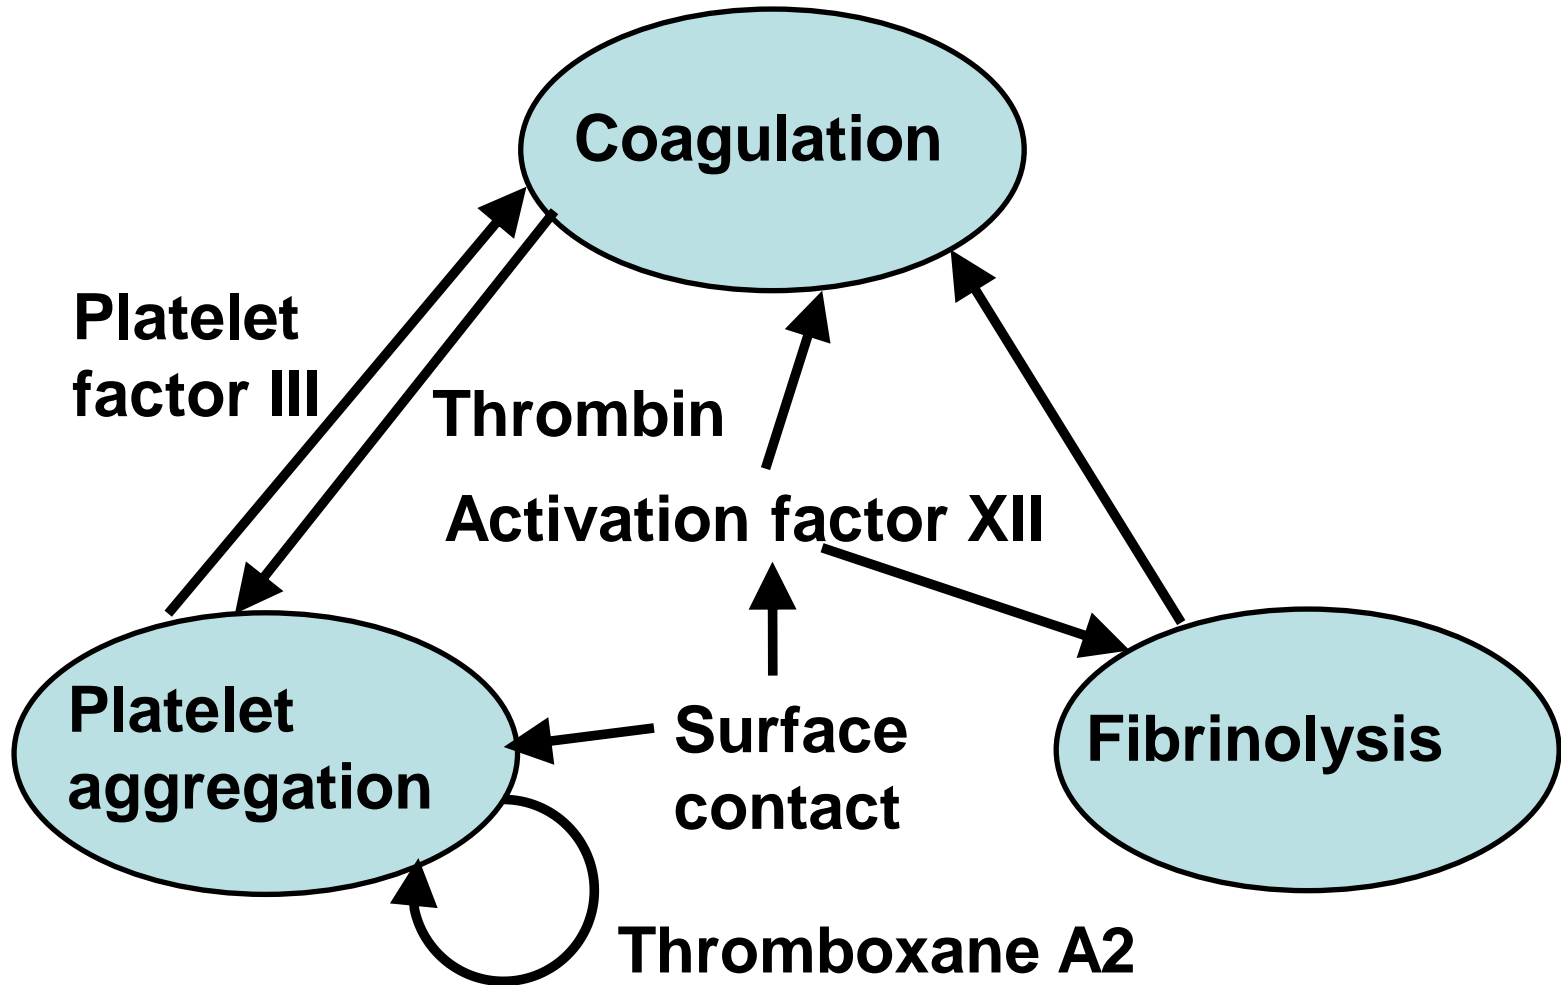 Coagulation
Platelet
factor III
Thrombin
Activation factor XII
Platelet
aggregation
Surface
contact
Fibrinolysis
Thromboxane A2